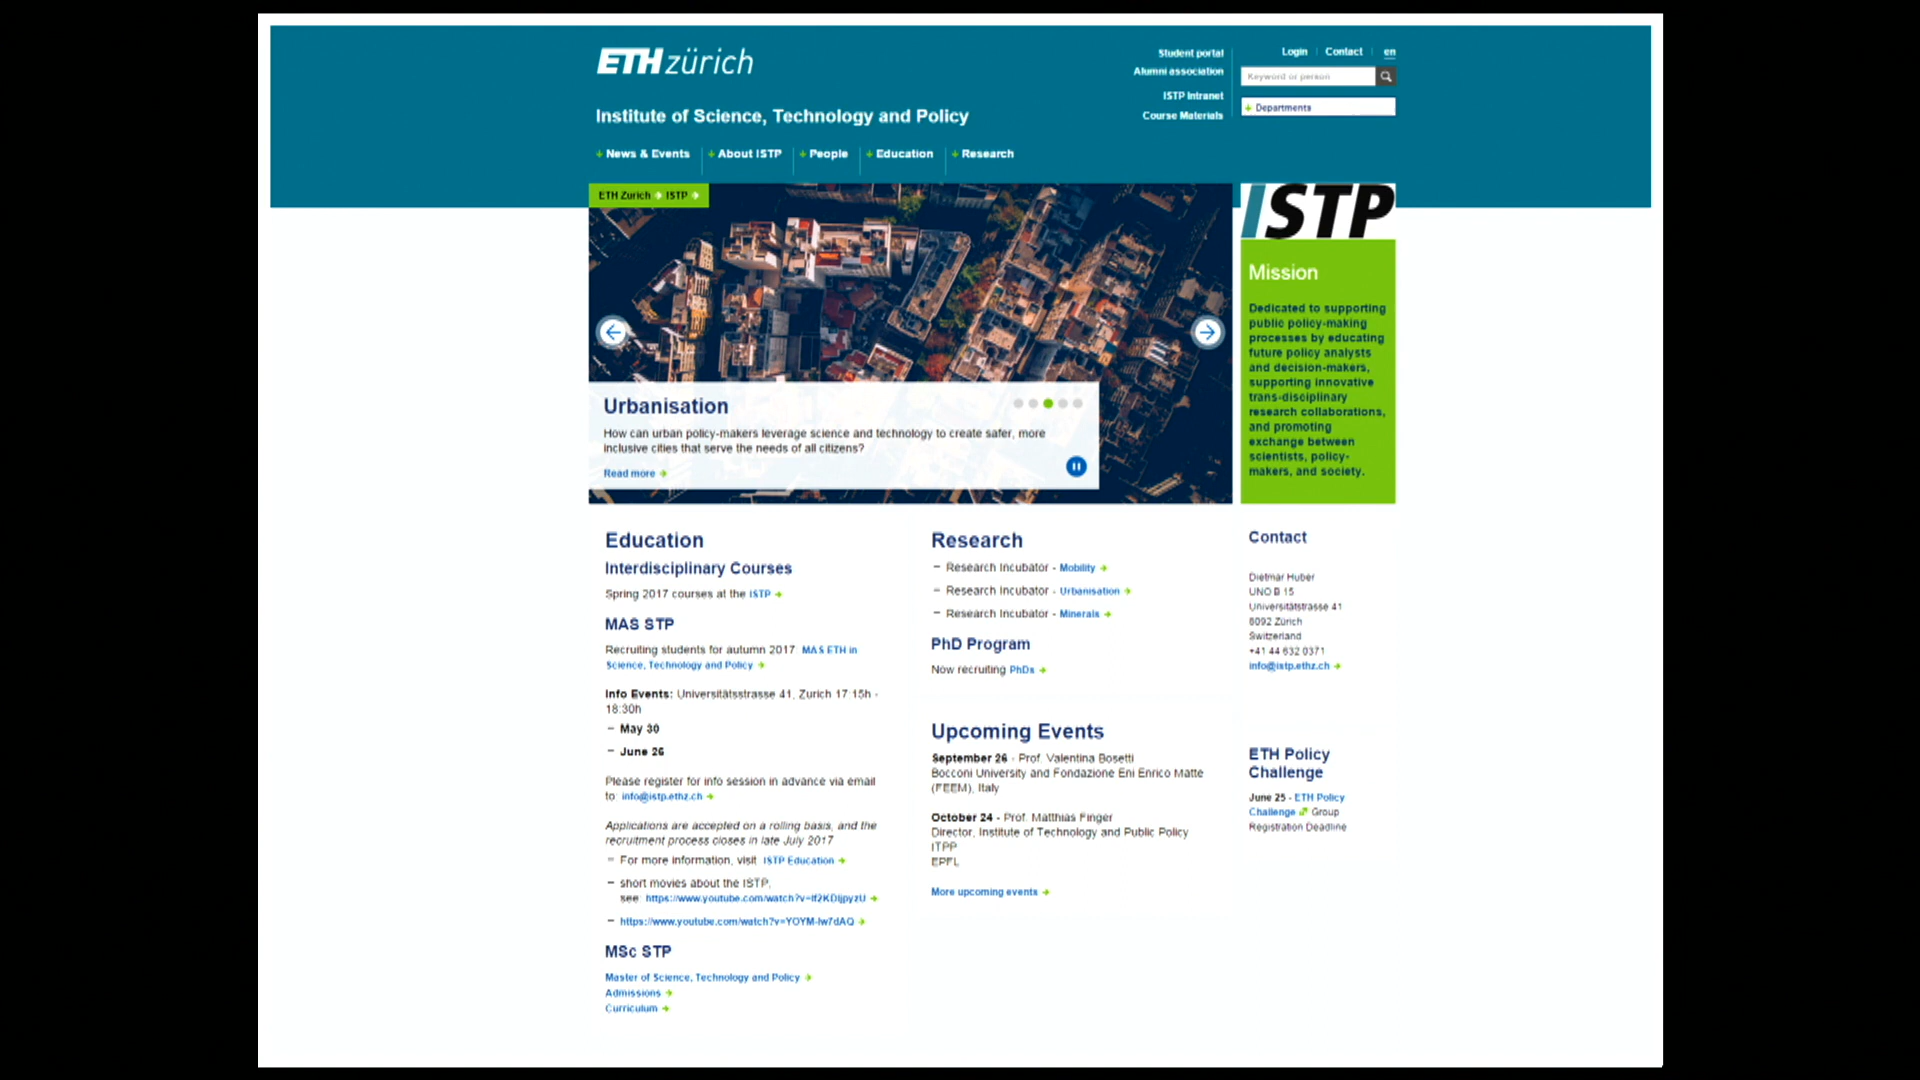 ETH zürich
Student portal
Alumni association
ISTP Intranet
Course Materials
Login
Contact
en
Keyword or person
Departments
Institute of Science, Technology and Policy
News & Events
About ISTP
People
Education
Research
ETH Zurich
ISTP
ISTP
Mission
Dedicated to supporting
public policy-making
processes by educating
future policy analysts
and decision-makers,
supporting innovative
trans-disciplinary
research collaborations,
and promoting
exchange between
scientists, policy-
makers, and society.
Urbanisation
How can urban policy-makers leverage science and technology to create safer, more
inclusive cities that serve the needs of all citizens?
Read more
Education
Interdisciplinary Courses
Spring 2017 courses at the ISTP
MAS STP
Recruiting students for autumn 2017 MAS ETH in
Science, Technology and Policy
Info Events: Universitätsstrasse 41, Zurich 17:15h -
18:30h
– May 30
– June 26
Please register for info session in advance via email
to: info@istp.ethz.ch
Applications are accepted on a rolling basis, and the
recruitment process closes in late July 2017
– For more information, visit ISTP Education
– short movies about the ISTP,
see: https://www.youtube.com/watch?v=
– https://www.youtube.com/watch?v=
MSc STP
Master of Science, Technology and Policy
Admissions
Curriculum
Research
– Research Incubator - Mobility
– Research Incubator - Urbanisation
– Research Incubator - Minerals
PhD Program
Now recruiting PhDs
Upcoming Events
September 26 - Prof. Valentina Bosetti
Bocconi University and Fondazione Eni Enrico Matte
(FEEM), Italy
October 24 - Prof. Matthias Finger
Director, Institute of Technology and Public Policy
ITPP
EPFL
More upcoming events
Contact
Dietmar Huber
UNO B 15
Universitätstrasse 41
8092 Zürich
Switzerland
+41 44 632 0371
info@istp.ethz.ch
ETH Policy
Challenge
June 25 - ETH Policy
Challenge Group
Registration Deadline